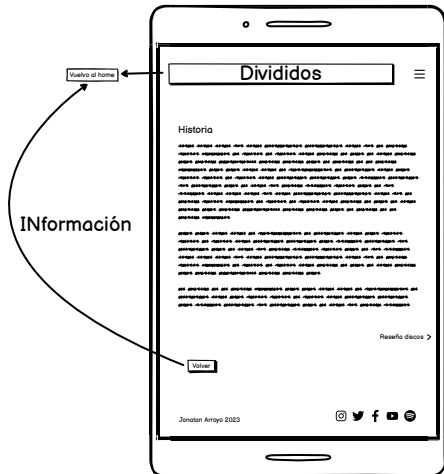 Divididos
Vuelvo al home
Historia
INformación
Reseña discos >
Volver
Jonatan Arroyo 2023